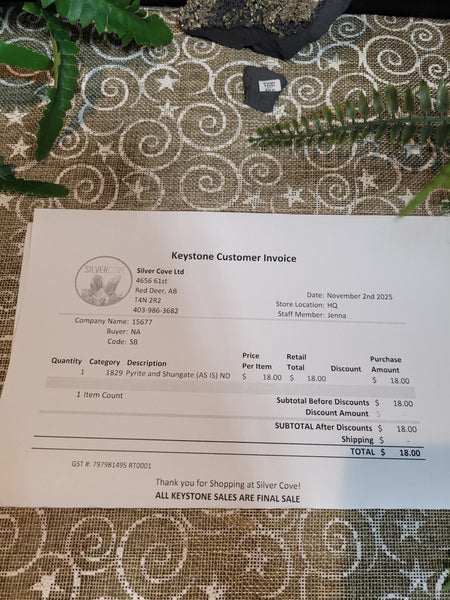 Keystone Customer Invoice
SILVERCOVE
Silver Cove Ltd
4656 61st
Red Deer, AB
T4N 2R2
403-986-3682
Date: November 2nd 2025
Store Location: HQ
Staff Member: Jenna
Company Name: 15677
Buyer: NA
Code: SB
Quantity Category Description Price Per Item Retail Total Discount Purchase Amount
1 1829 Pyrite and Shungate (AS IS) ND $ 18.00 $ 18.00 $ 18.00
1 Item Count
Subtotal Before Discounts $ 18.00
Discount Amount $ -
SUBTOTAL After Discounts $ 18.00
Shipping $ -
TOTAL $ 18.00
GST #: 797981495 RT0001
Thank you for Shopping at Silver Cove!
ALL KEYSTONE SALES ARE FINAL SALE